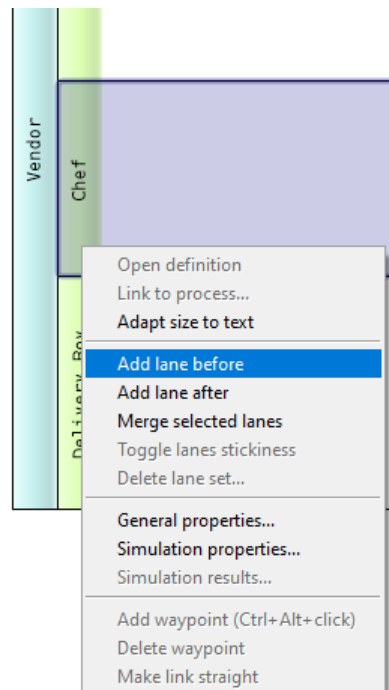 Vendor
Chef
Delivery Boy
Open definition
Link to process...
Adapt size to text
Add lane before
Add lane after
Merge selected lanes
Toggle lanes stickiness
Delete lane set...
General properties...
Simulation properties...
Simulation results...
Add waypoint (Ctrl+Alt+click)
Delete waypoint
Make link straight